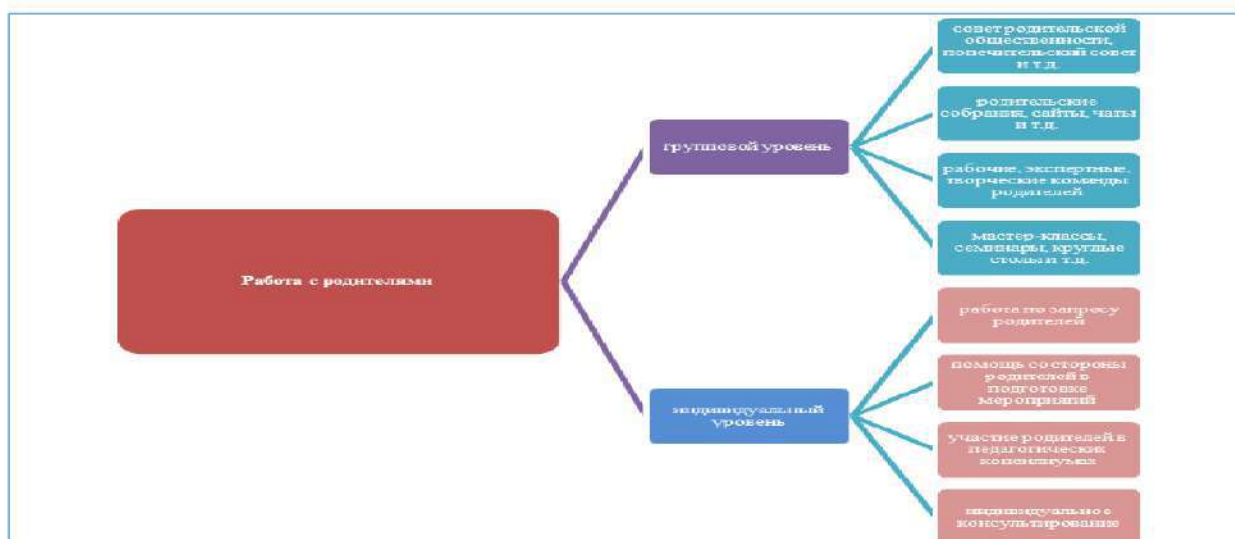 Работа с родителями
групповой уровень
совет родительской
общественности,
попечительский совет
и т.д.
родительские
собрания, сайты, чаты
и т.д.
рабочие, экспертные,
творческие команды
родителей
мастер-классы,
семинары, круглые
столы и т.д.
индивидуальный
уровень
работа по запросу
родителей
помощь со стороны
родителей в
подготовке
мероприятий
участие родителей в
педагогических
консилиумах
индивидуальное
консультирование